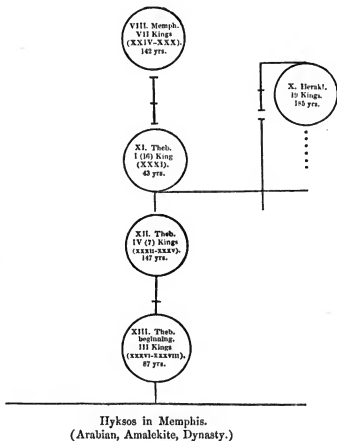 VIII. Memph.
VII Kings
(XXIV-XXX).
142 yrs.
X. Herakl.
19 Kings.
185 yrs.
XI. Theb.
I (16) King
(XXXI).
43 yrs.
XII. Theb.
IV (7) Kings
(XXXII-XXXV).
147 yrs.
XIII. Theb.
beginning.
III Kings
(XXXVI-XXXVIII).
87 yrs.
Hyksos in Memphis.
(Arabian, Amalekite, Dynasty.)